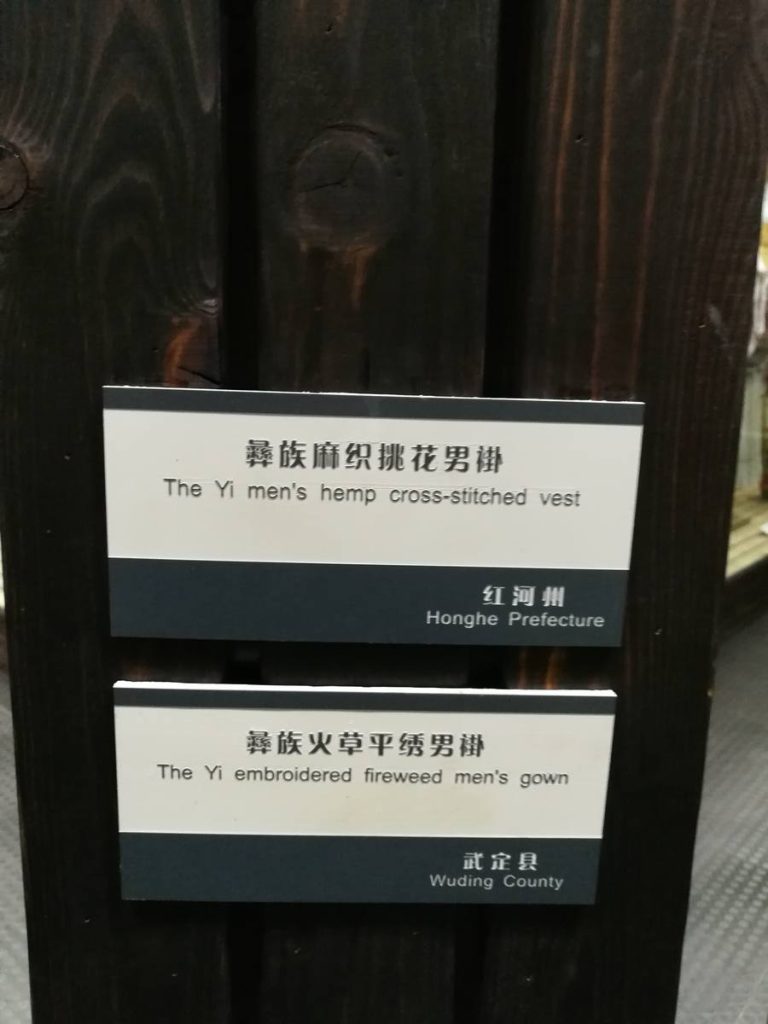 彝族麻织挑花男褂
The Yi men's hemp cross-stitched vest
红河州
Honghe Prefecture
彝族火草平绣男褂
The Yi embroidered fireweed men's gown
武定县
Wuding County